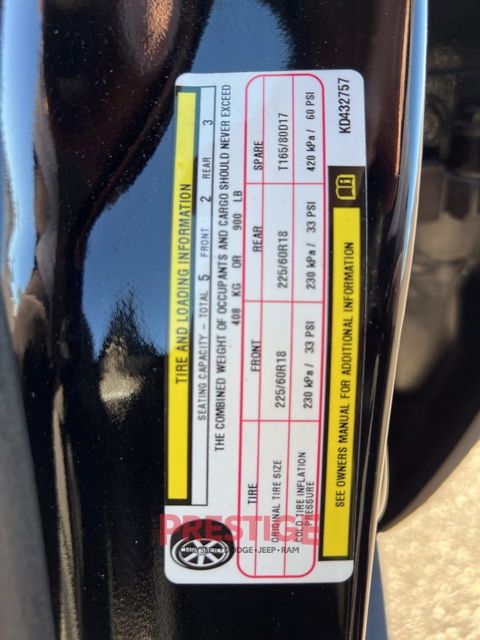 TIRE AND LOADING INFORMATION
SEATING CAPACITY - TOTAL 5 FRONT 2 REAR 3
THE COMBINED WEIGHT OF OCCUPANTS AND CARGO SHOULD NEVER EXCEED
408 KG OR 900 LB
TIRE FRONT REAR SPARE
ORIGINAL TIRE SIZE 225/60R18 225/60R18 T165/80D17
COLD TIRE INFLATION
PRESSURE 230 kPa / 33 PSI 230 kPa / 33 PSI 420 kPa / 60 PSI
SEE OWNERS MANUAL FOR ADDITIONAL INFORMATION
KD432757
PRESTIGE
CHRYSLER • DODGE • JEEP • RAM